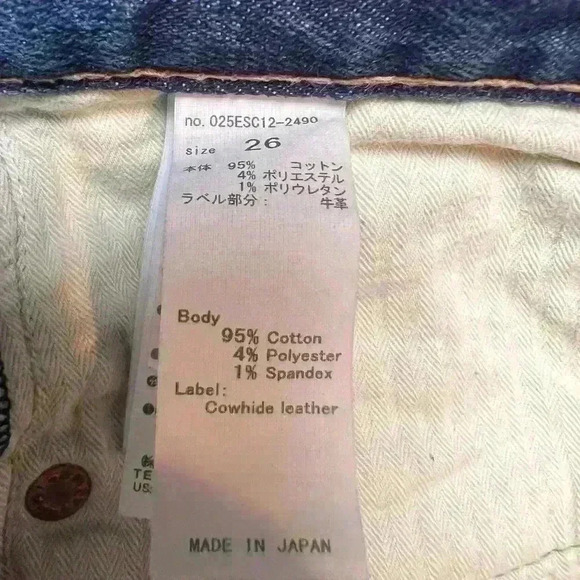 no. 025ESC12-2490
size 26
本体 95% コットン
4% ポリエステル
1% ポリウレタン
ラベル部分: 牛革
Body
95% Cotton
4% Polyester
1% Spandex
Label:
Cowhide leather
TE
US
MADE IN JAPAN